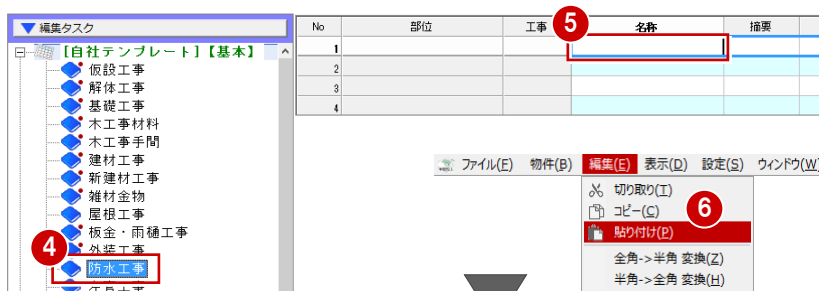 編集タスク
[自社テンプレート]【基本】
仮設工事
解体工事
基礎工事
木工事材料
木工事手間
建材工事
新建材工事
雑材金物
屋根工事
板金・雨樋工事
外装工事
4
防水工事
No 部位 工事 名称 摘要
5
1
2
3
4
ファイル(F) 物件(B) 編集(E) 表示(D) 設定(S) ウィンドウ(W)
切り取り(T)
コピー(C)
6
貼り付け(P)
全角->半角 変換(Z)
半角->全角 変換(H)